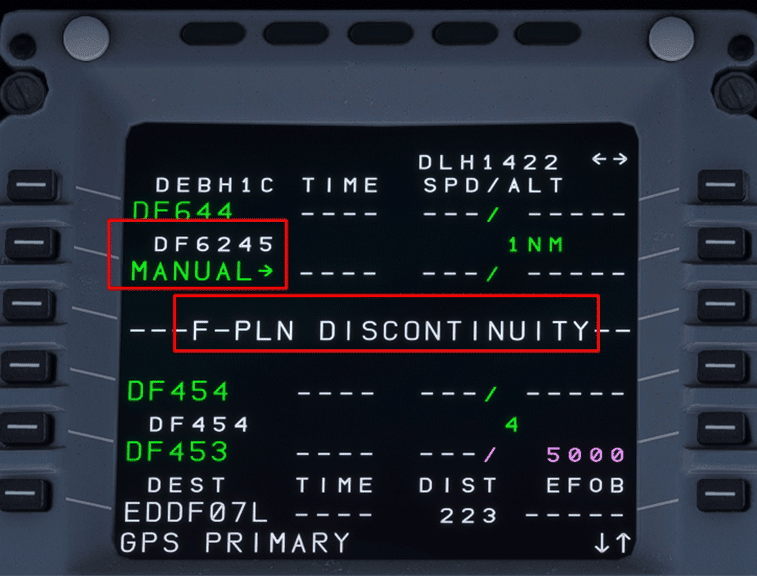 DLH1422 ←→
DEBH1C TIME SPD/ALT
DF644 ---- ---/ -----
DF6245 1NM
MANUAL→ ---- ---/ -----
---F-PLN DISCONTINUITY--
DF454 ---- ---/ -----
DF454 4
DF453 ---- ---/ 5000
DEST TIME DIST EFOB
EDDF07L ---- 223 -----
GPS PRIMARY ↓↑